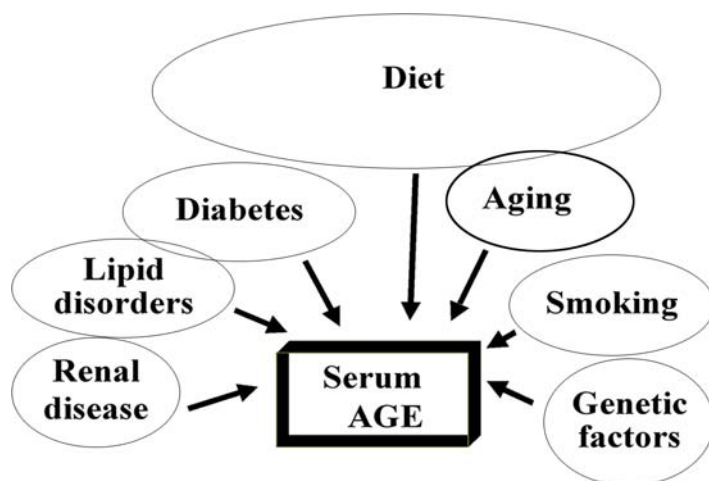 Diet
Diabetes
Aging
Lipid
disorders
Smoking
Renal
disease
Serum
AGE
Genetic
factors